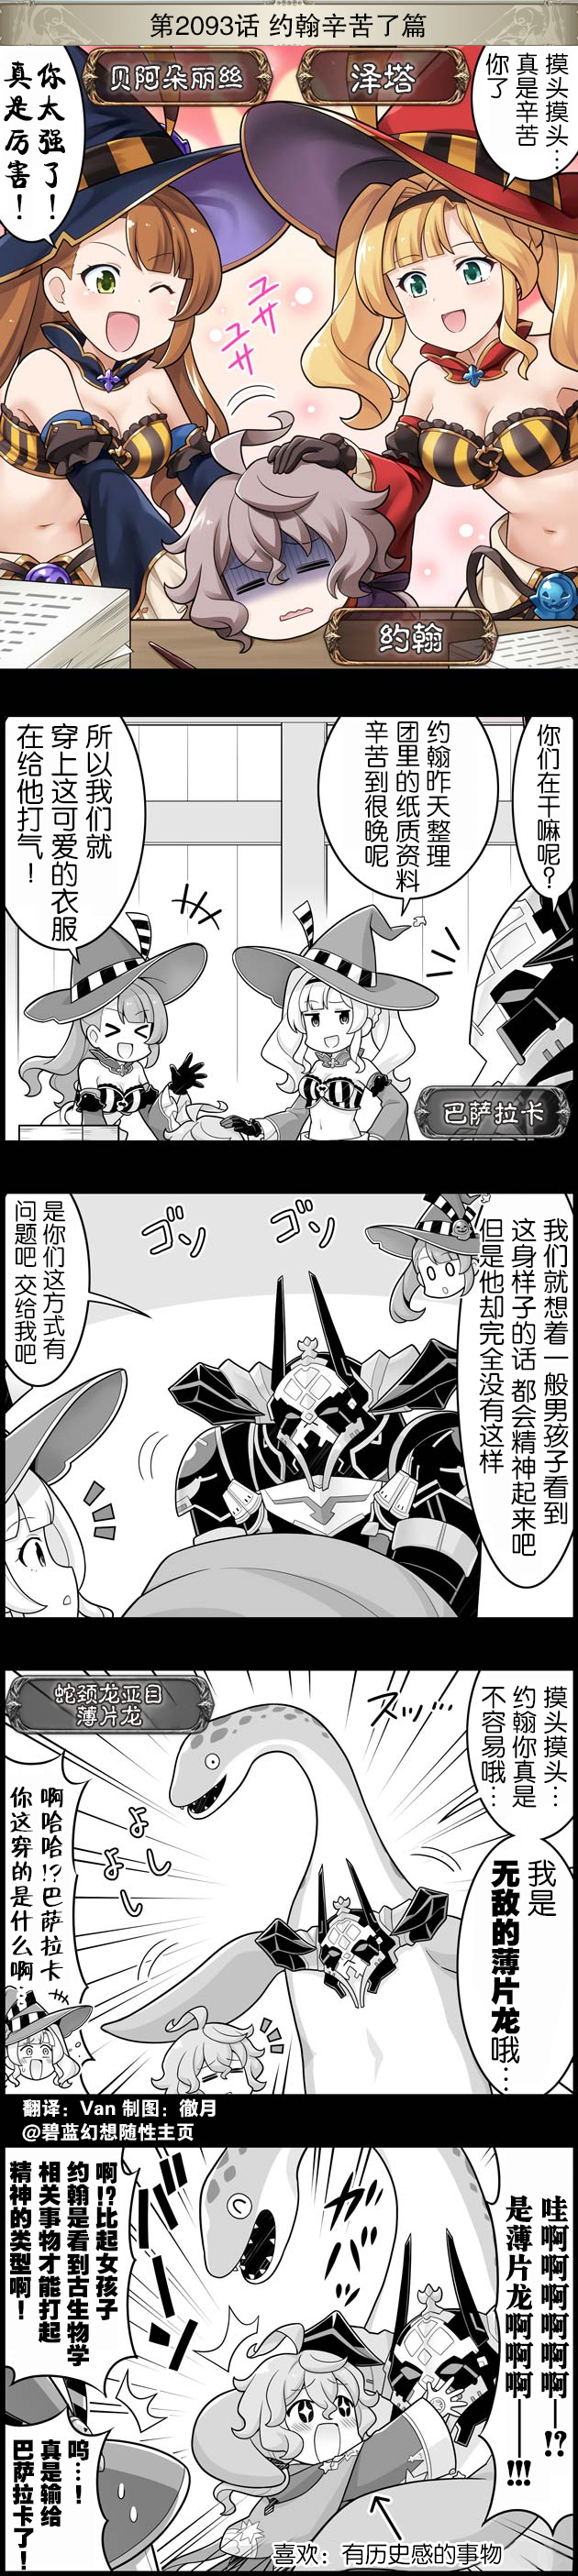 第2093话 约翰辛苦了篇
摸头摸头…
真是辛苦
你了
泽塔
贝阿朵丽丝
你太强了！
真是厉害！
ユサ
ユサ
约翰
你们在干嘛呢？
约翰昨天整理
团里的纸质资料
辛苦到很晚呢
所以我们就
穿上这可爱的衣服
在给他打气！
巴萨拉卡
我们就想着 一般男孩子看到
这身样子的话 都会精神起来吧
但是他却完全没有这样
ゴソ
ゴソ
是你们这方式有
问题吧 交给我吧
摸头摸头…
约翰你真是
不容易哦…
スッ…
蛇颈龙亚目
薄片龙
我是
无敌的薄片龙哦…
よし
よし
啊哈哈!?巴萨拉卡
你这穿的是什么啊…
翻译：Van 制图：徹月
@碧蓝幻想随性主页
哇啊啊啊啊啊啊—!?
是薄片龙啊啊啊——!!!
ガバッ
啊!?比起女孩子
约翰是看到古生物学
相关事物才能打起
精神的类型啊！
呜…！
真是输给
巴萨拉卡了！
喜欢：有历史感的事物